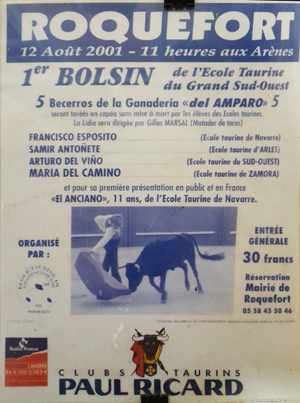 ROQUEFORT
12 Août 2001 - 11 heures aux Arènes
1er BOLSIN de l'Ecole Taurine
du Grand Sud-Ouest
5 Becerros de la Ganaderia «del AMPARO» 5
seront toréés en capéa sans mise à mort par les élèves des Ecoles taurines.
La Lidia sera dirigée par Gilles MARSAL (Matador de toros)
FRANCISCO ESPOSITO (Ecole taurine de Navarre)
SAMIR ANTOÑETE (Ecole taurine d'ARLES)
ARTURO DEL VIÑO (Ecole taurine du SUD-OUEST)
MARIA DEL CAMINO (Ecole taurine de ZAMORA)
et pour sa première présentation en public et en France
«El ANCIANO», 11 ans, de l'Ecole Taurine de Navarre.
ORGANISÉ
PAR :
ENTRÉE
GÉNÉRALE
30 francs
Réservation
Mairie de
Roquefort
05 58 45 50 46
Radio France
LANDES
CLUBS TAURINS
PAUL RICARD